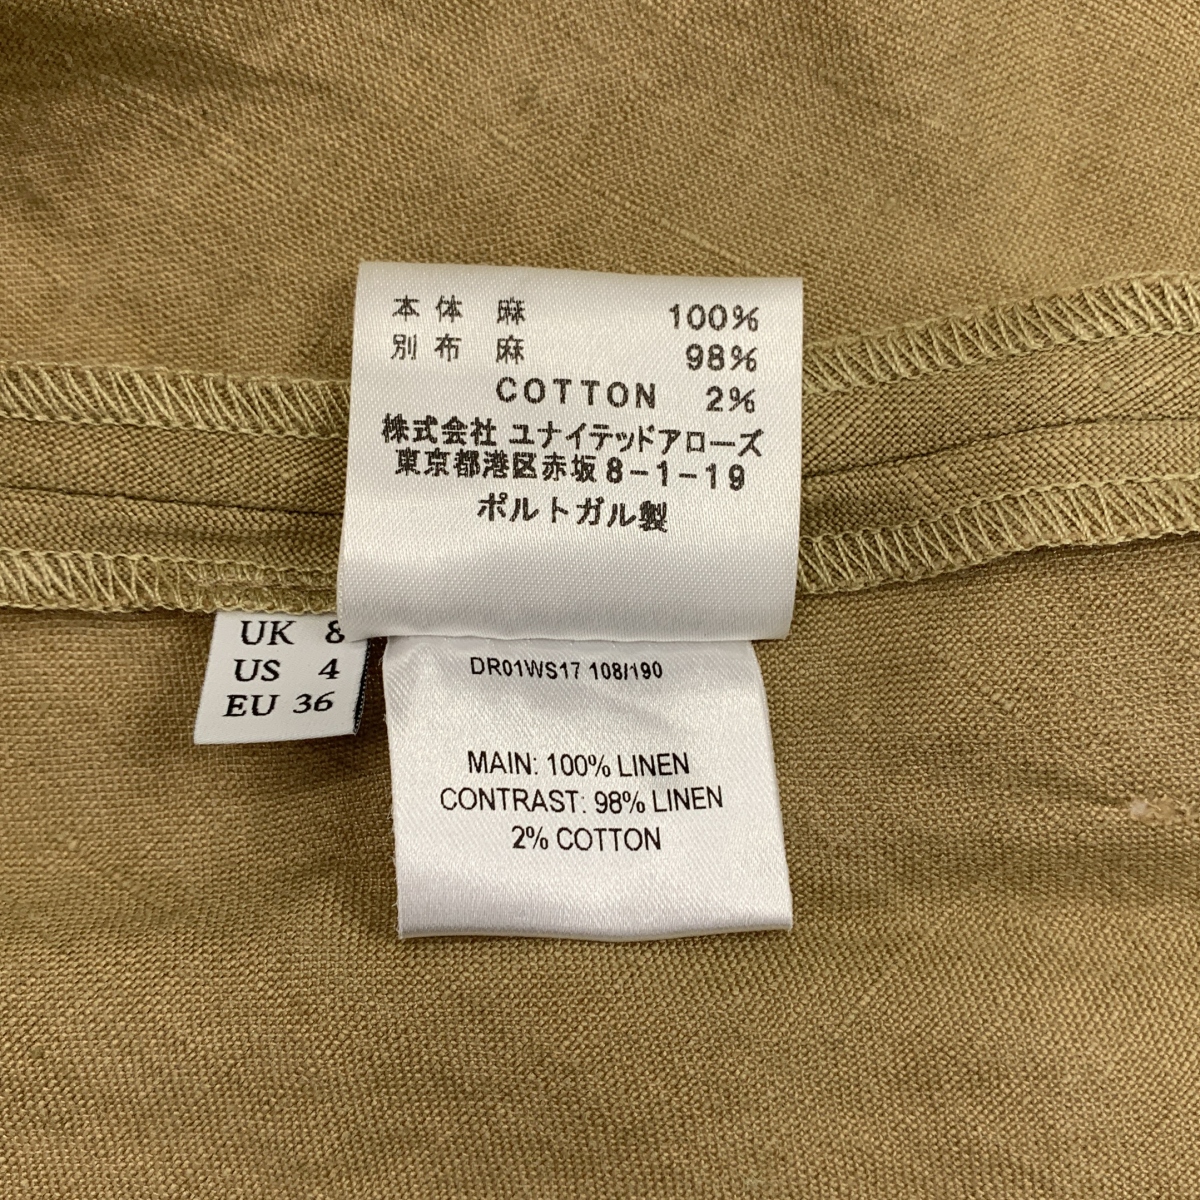 本体 麻 100%
別布 麻 98%
COTTON 2%
株式会社 ユナイテッドアローズ
東京都港区赤坂8-1-19
ポルトガル製
UK 8
US 4
EU 36
DR01WS17 108/190
MAIN: 100% LINEN
CONTRAST: 98% LINEN
2% COTTON